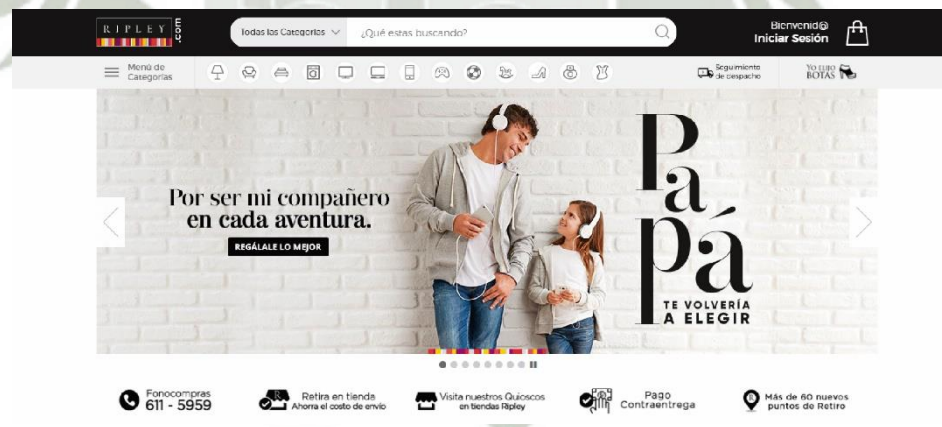 RIPLEY.com
Todas las Categorías
¿Qué estas buscando?
Bienvenid@
Iniciar Sesión
Menú de
Categorías
Seguimiento
de despacho
YO USO
BOTAS
Por ser mi compañero
en cada aventura.
REGÁLALE LO MEJOR
Papá
TE VOLVERÍA
A ELEGIR
Fonocompras
611 - 5959
Retira en tienda
Ahorra el costo de envío
Visita nuestros Quioscos
en tiendas Ripley
Pago
Contraentrega
Más de 60 nuevos
puntos de Retiro